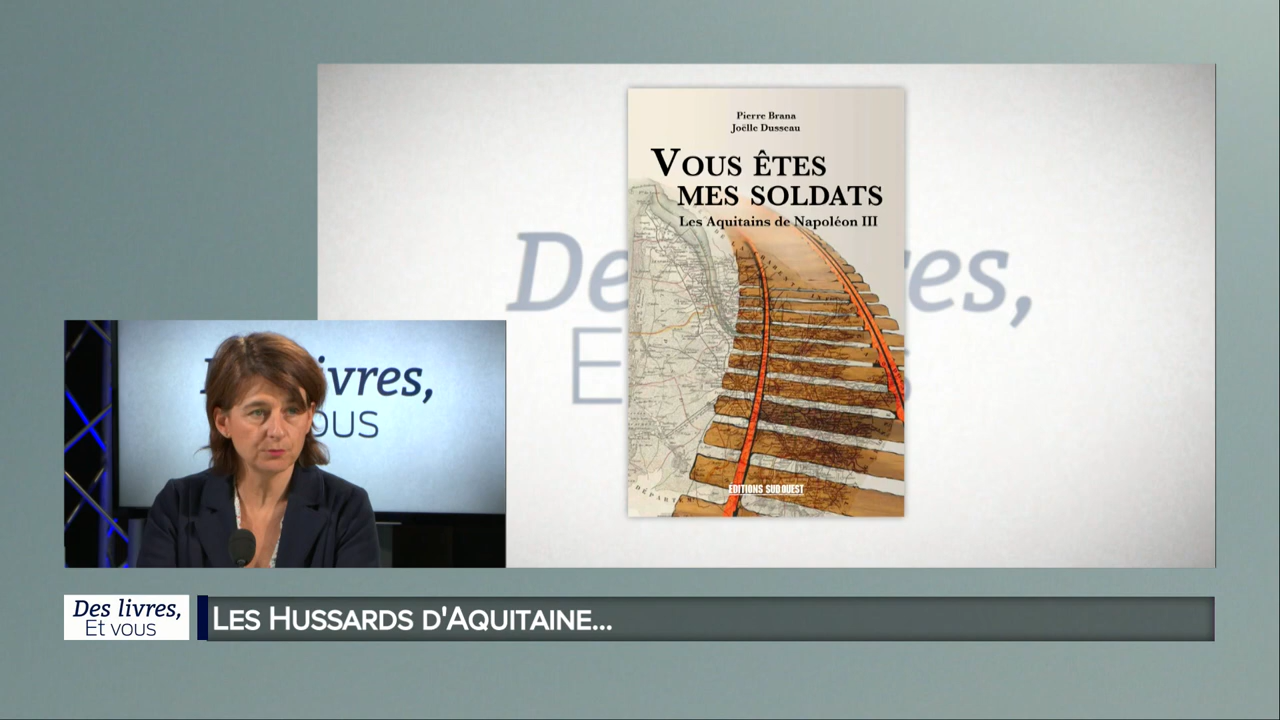 Pierre Brana
Joëlle Dusseau
VOUS ÊTES
MES SOLDATS
Les Aquitains de Napoléon III
EDITIONS SUD OUEST
Des livres,
ET VOUS
LES HUSSARDS D'AQUITAINE...